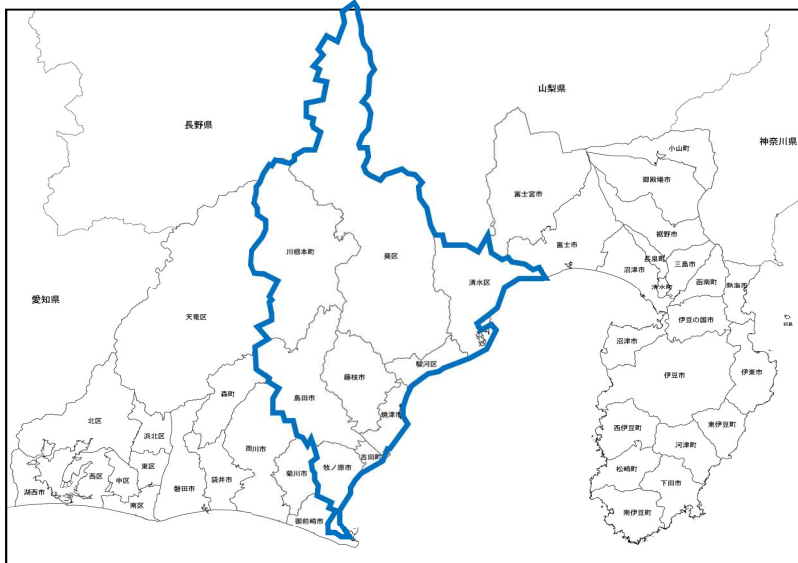 山梨県
長野県
神奈川県
小山町
御殿場市
富士宮市
裾野市
富士市
川根本町
葵区
長泉町
三島市
沼津市
清水区
函南町
清水町
熱海市
愛知県
天竜区
伊豆の国市
沼津市
駿河区
伊豆市
伊東市
藤枝市
森町
島田市
焼津市
北区
浜北区
西伊豆町
東伊豆町
掛川市
河津町
吉田町
東区
牧ノ原市
菊川市
松崎町
西区
中区
袋井市
下田市
磐田市
湖西市
南区
南伊豆町
御前崎市